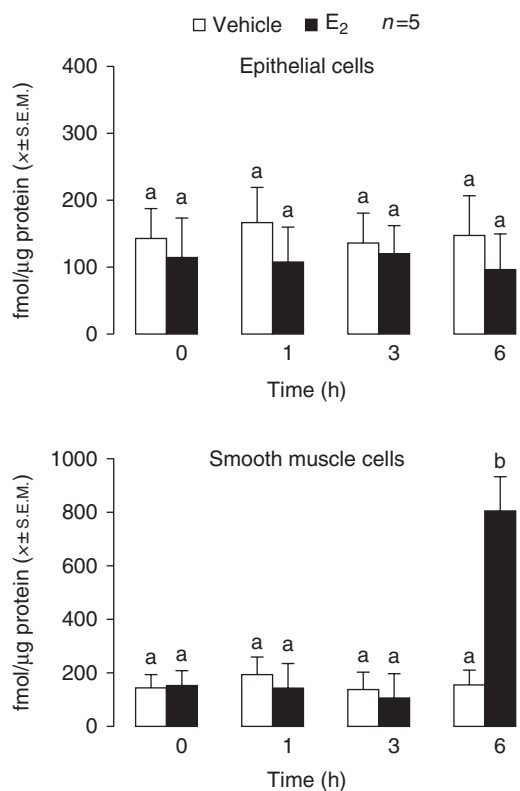 Vehicle E₂ n=5
Epithelial cells
400
300
200
100
0
fmol/µg protein (x±S.E.M.)
a a a a a a a a
0 1 3 6
Time (h)
Smooth muscle cells
1000
800
600
400
200
0
fmol/µg protein (x±S.E.M.)
a a a a a a a b
0 1 3 6
Time (h)